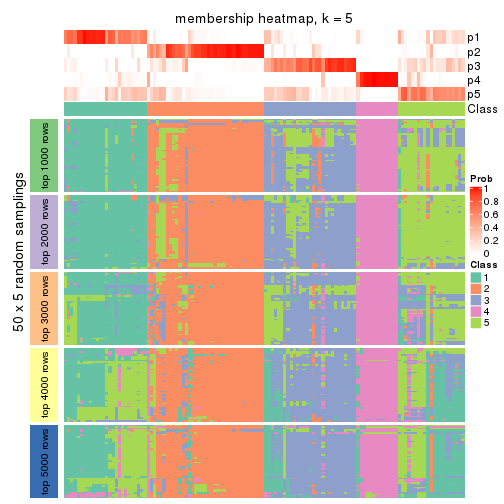 membership heatmap, k = 5
p1
p2
p3
p4
p5
Class
50 x 5 random samplings
top 1000 rows
top 2000 rows
top 3000 rows
top 4000 rows
top 5000 rows
Prob
1
0.8
0.6
0.4
0.2
0
Class
1
2
3
4
5